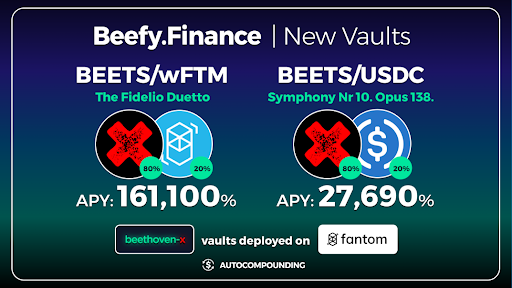 Beefy.Finance | New Vaults
BEETS/wFTM
The Fidelio Duetto
80%
20%
APY: 161,100%
BEETS/USDC
Symphony Nr 10. Opus 138.
80%
20%
APY: 27,690%
beethoven-x vaults deployed on fantom
AUTOCOMPOUNDING